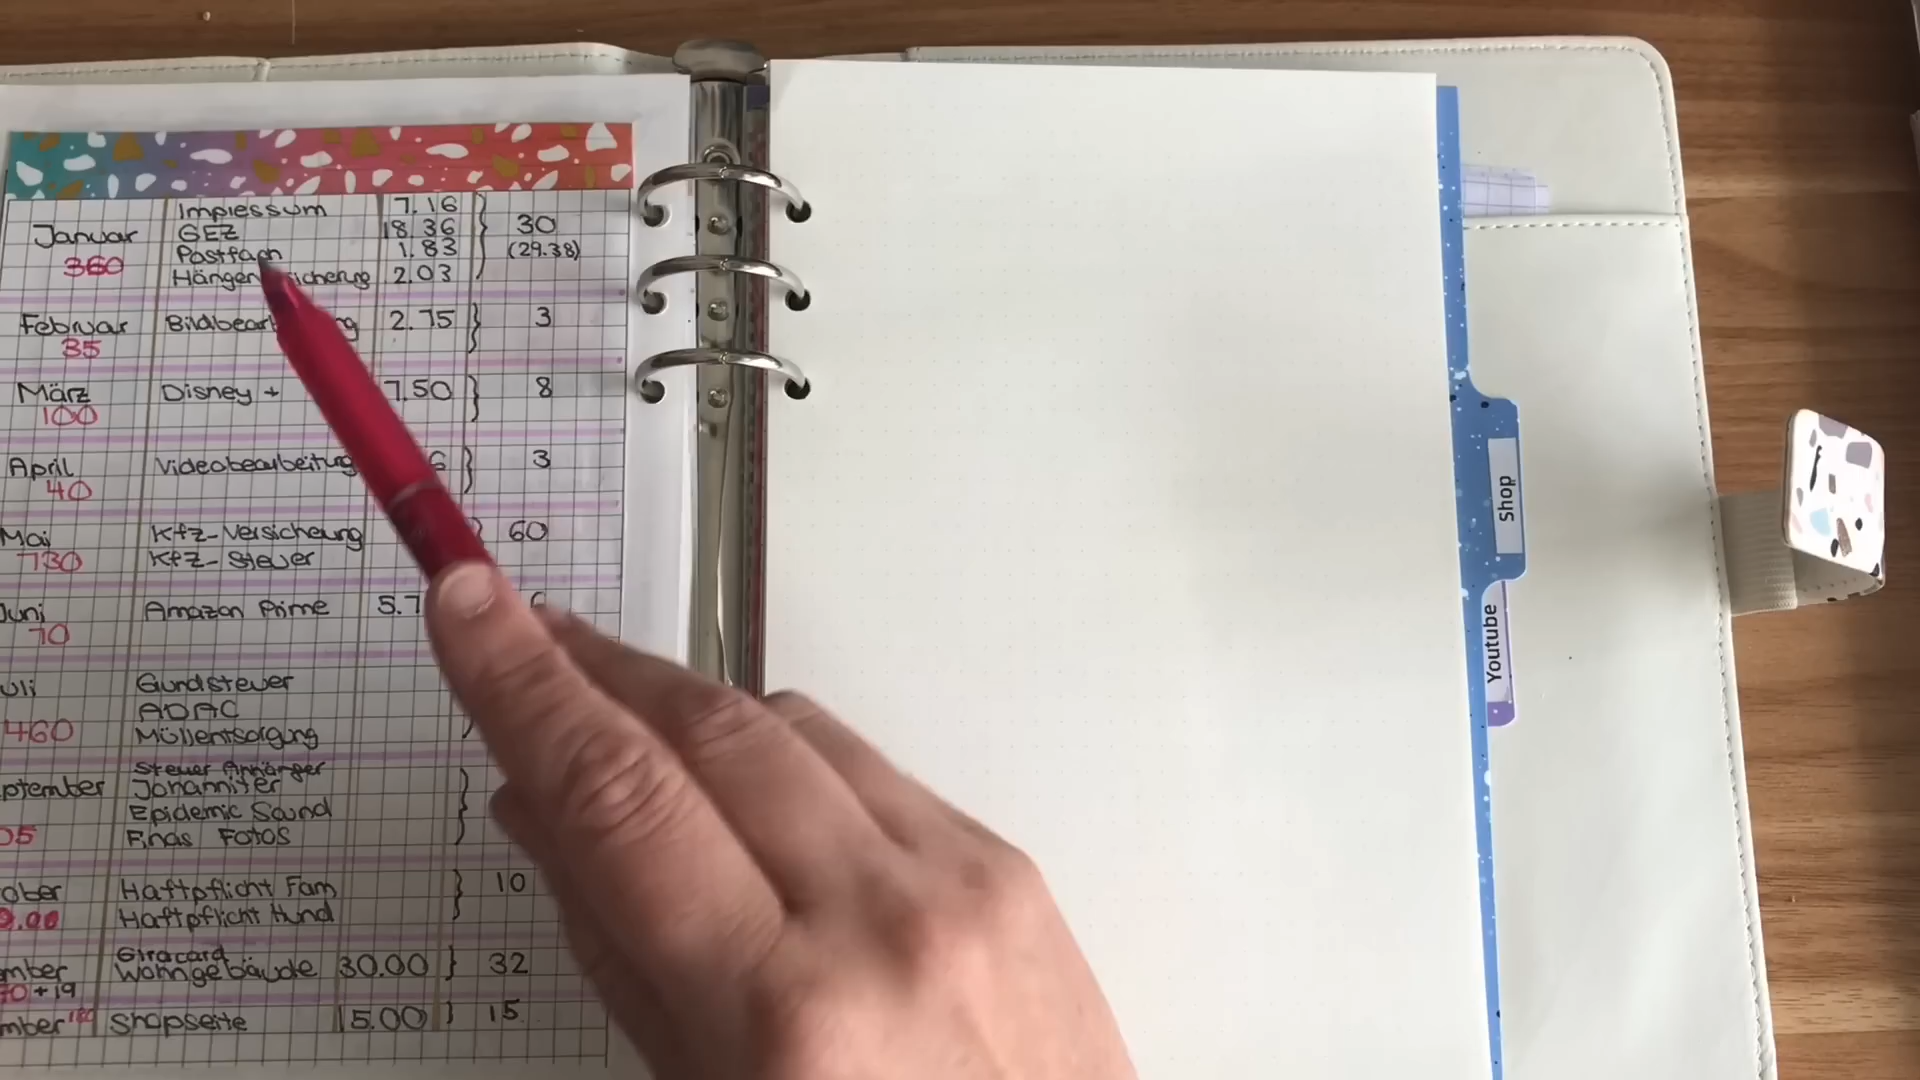 Impressum 7.16
Januar GEZ 18.36 30
360 Postfach 1.83 (29.38)
2.03
Februar 2.75 3
35
März Disney + 7.50 8
100
April Videobearbeitung 3
40
Mai Kfz-Versicherung 60
730 Kfz-Steuer
Juni Amazon Prime
70
Grundsteuer
ADAC
460 Müllentsorgung
Steuer Anhänger
Johanniter
Epidemic Sound
Finas Fotos
Haftpflicht Fam 10
Haftpflicht Hund
Giracard
Wohngebäude 30.00 32
+19
Shopseite 15.00 15
Shop
Youtube